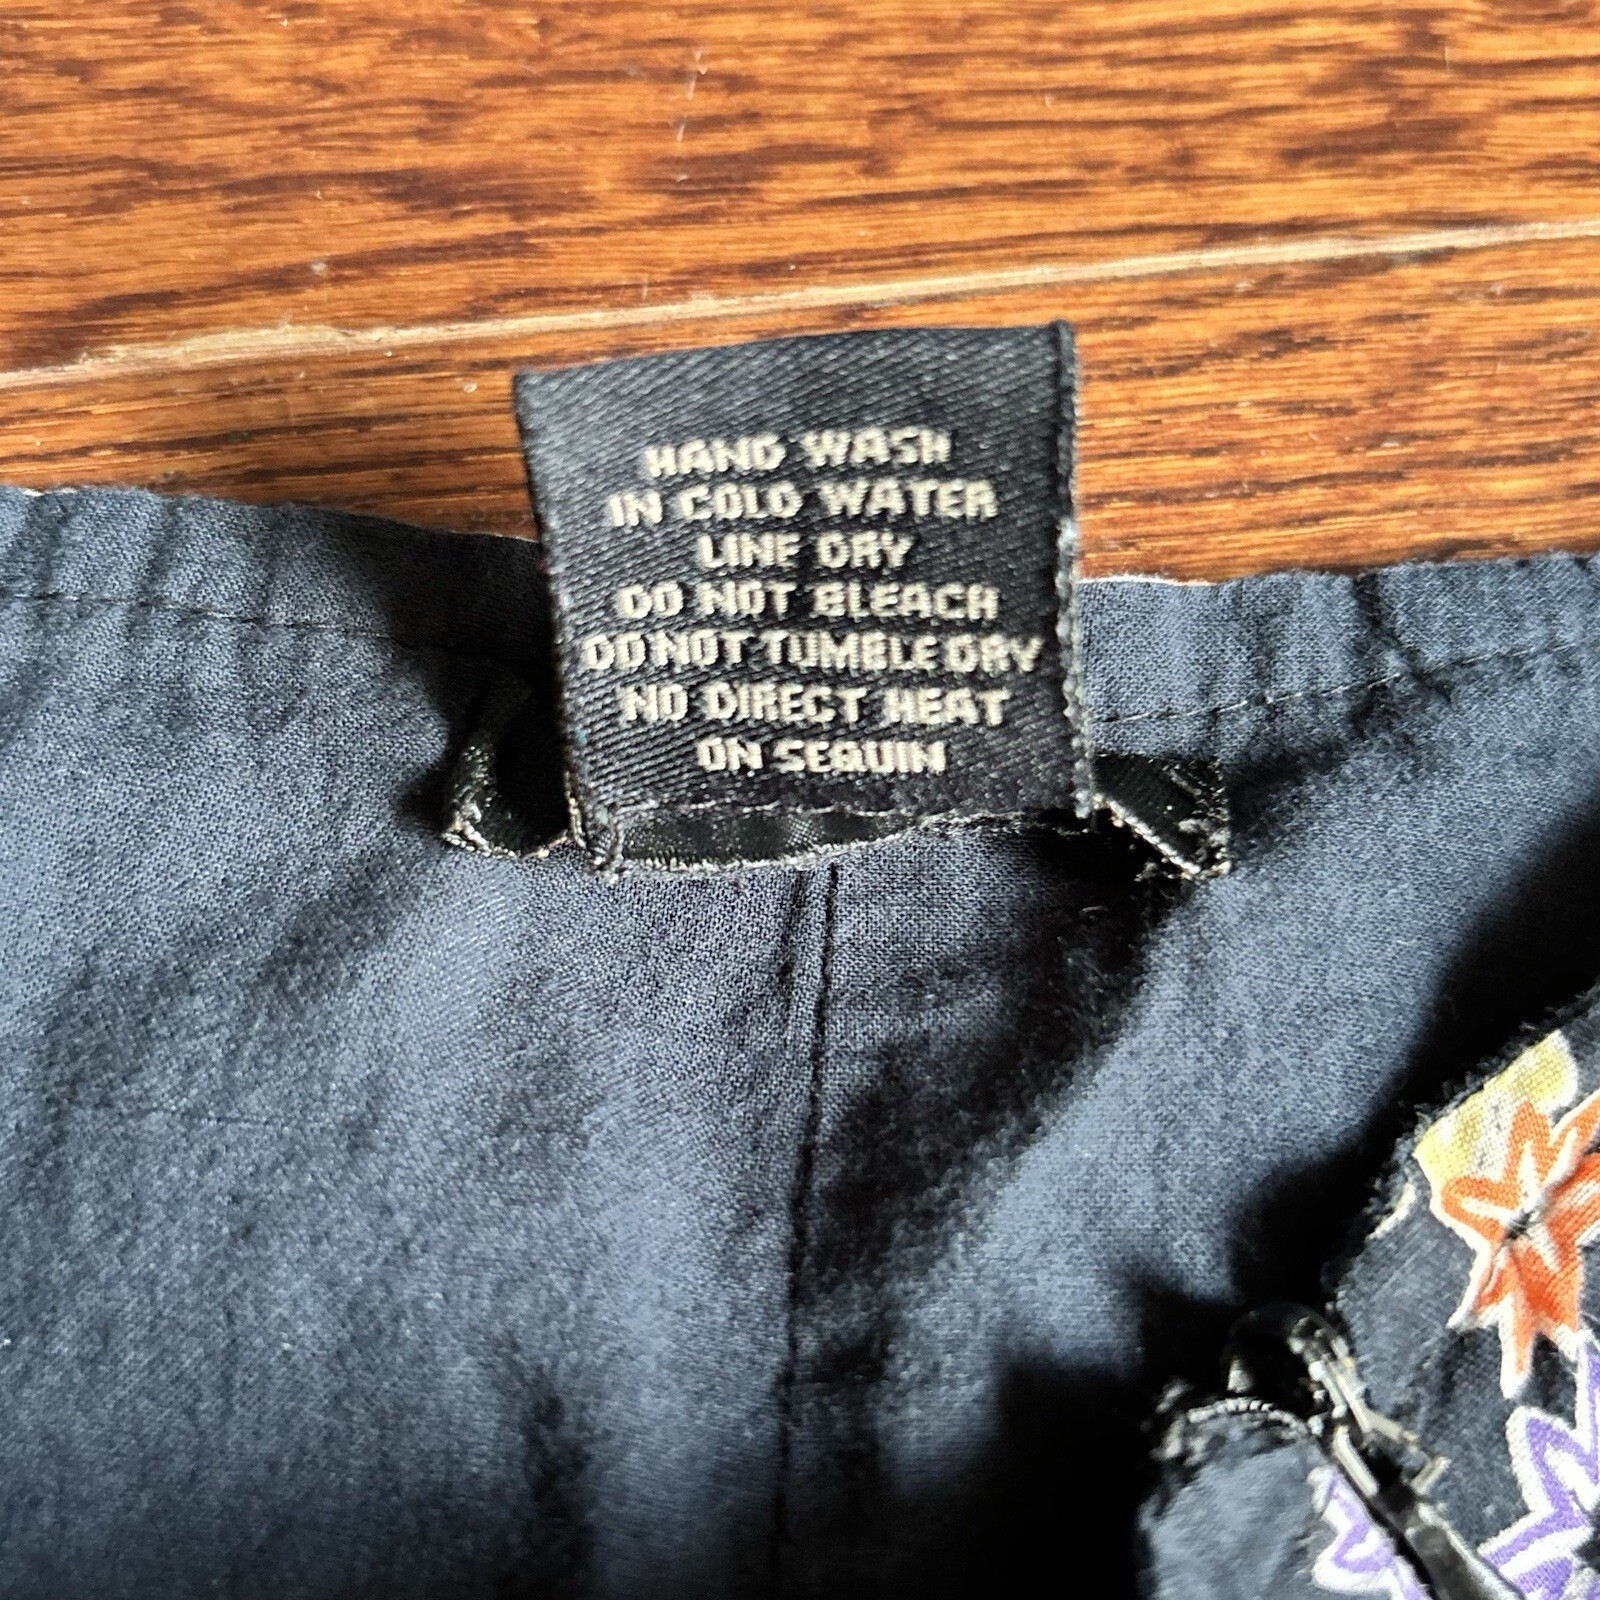 HAND WASH
IN COLD WATER
LINE DRY
DO NOT BLEACH
DO NOT TUMBLE DRY
NO DIRECT HEAT
ON SEQUIN